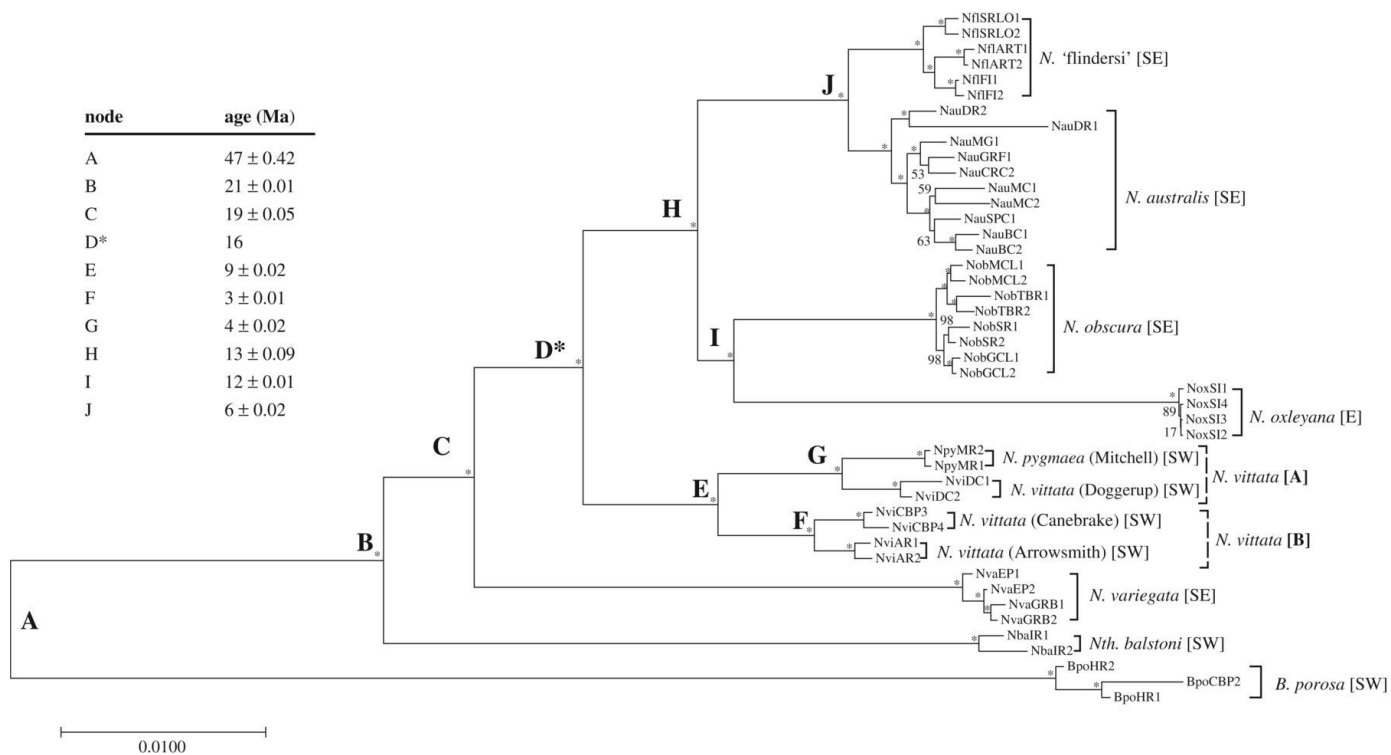 node age (Ma)
A 47 ± 0.42
B 21 ± 0.01
C 19 ± 0.05
D* 16
E 9 ± 0.02
F 3 ± 0.01
G 4 ± 0.02
H 13 ± 0.09
I 12 ± 0.01
J 6 ± 0.02
A
B
C
D*
E
F
G
H
I
J
NflSRLO1
NflSRLO2
NflART1
NflART2
NflFI1
NflFI2
N. ‘flindersi’ [SE]
NauDR2
NauDR1
NauMG1
NauGRF1
53 NauCRC2
59 NauMC1
NauMC2
NauSPC1
63 NauBC1
NauBC2
N. australis [SE]
NobMCL1
NobMCL2
NobTBR1
NobTBR2
98 NobSR1
NobSR2
98 NobGCL1
NobGCL2
N. obscura [SE]
NoxSI1
89 NoxSI4
NoxSI3
17 NoxSI2
N. oxleyana [E]
NpyMR2
NpyMR1
N. pygmaea (Mitchell) [SW]
NviDC1
NviDC2
N. vittata (Doggerup) [SW]
N. vittata [A]
NviCBP3
NviCBP4
N. vittata (Canebrake) [SW]
NviAR1
NviAR2
N. vittata (Arrowsmith) [SW]
N. vittata [B]
NvaEP1
NvaEP2
NvaGRB1
NvaGRB2
N. variegata [SE]
NbaIR1
NbaIR2
Nth. balstoni [SW]
BpoHR2
BpoCBP2
BpoHR1
B. porosa [SW]
0.0100